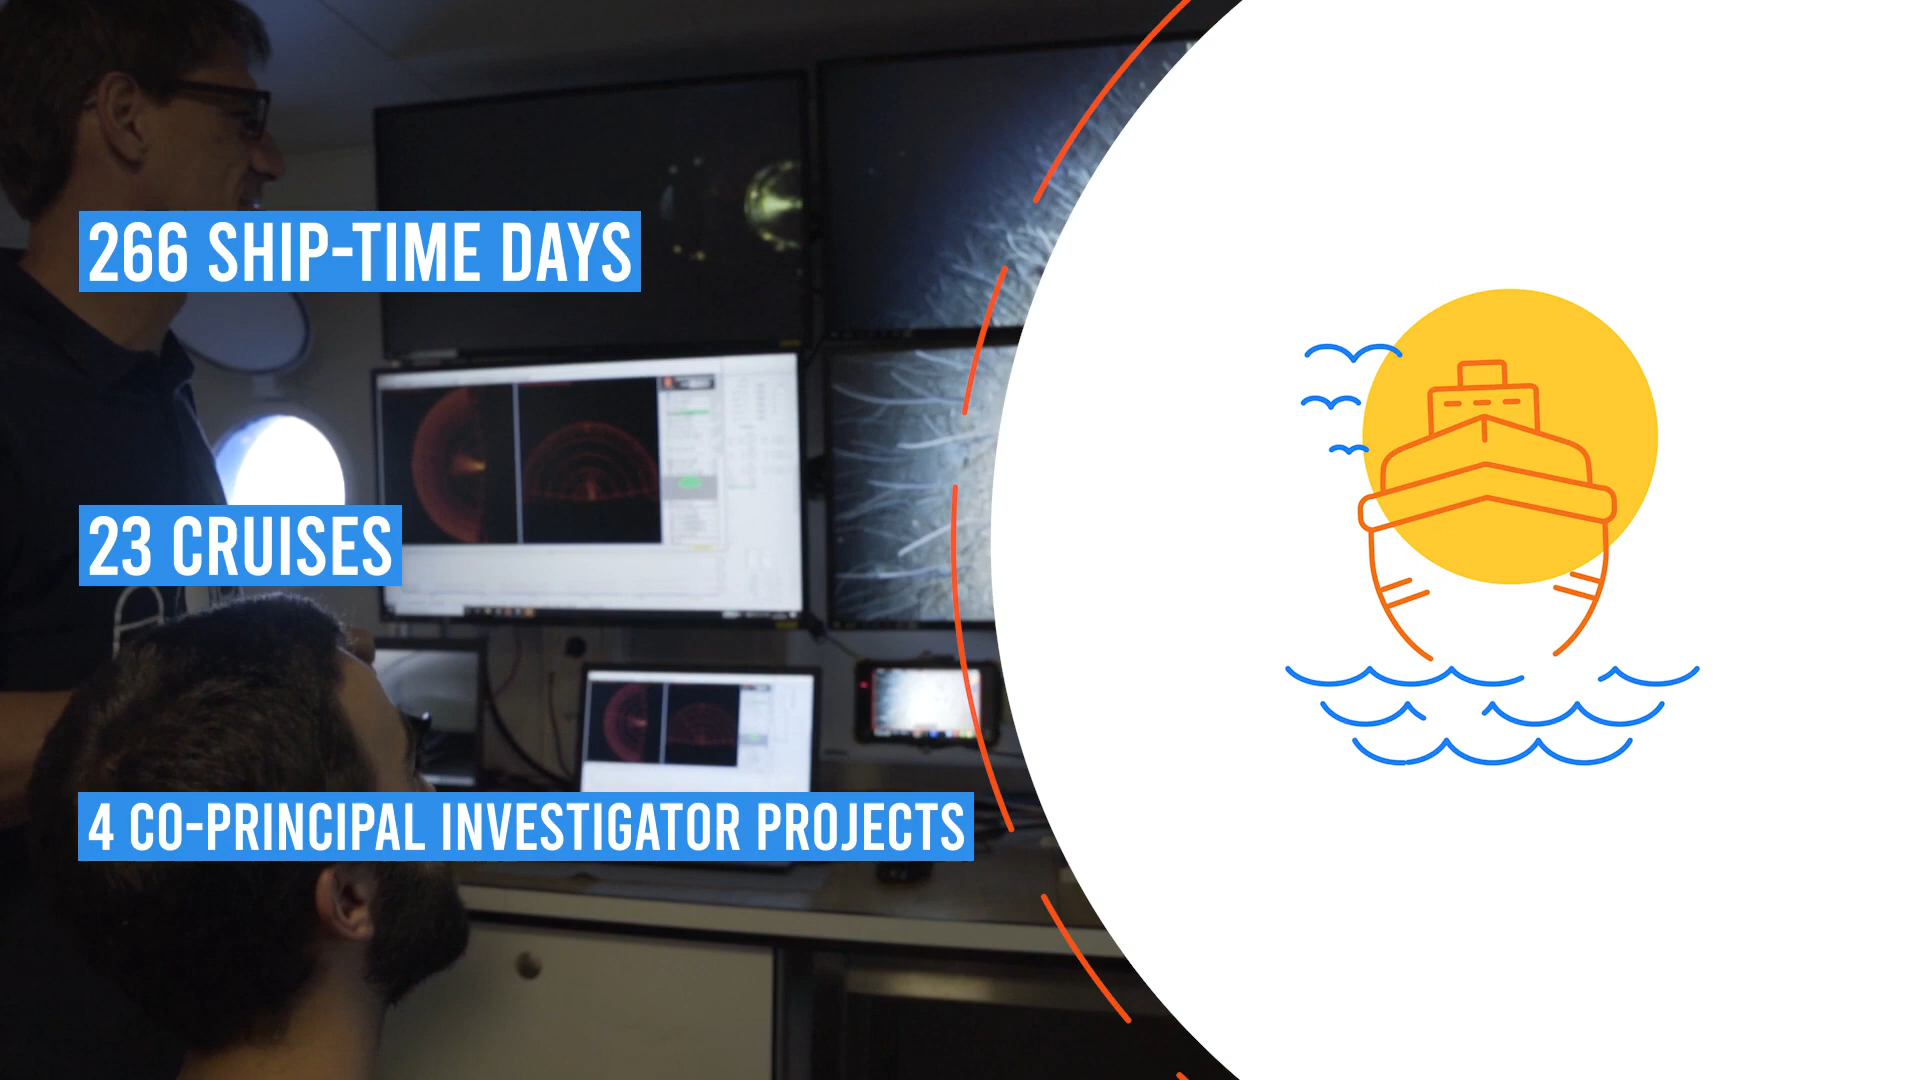 266 SHIP-TIME DAYS
23 CRUISES
4 CO-PRINCIPAL INVESTIGATOR PROJECTS